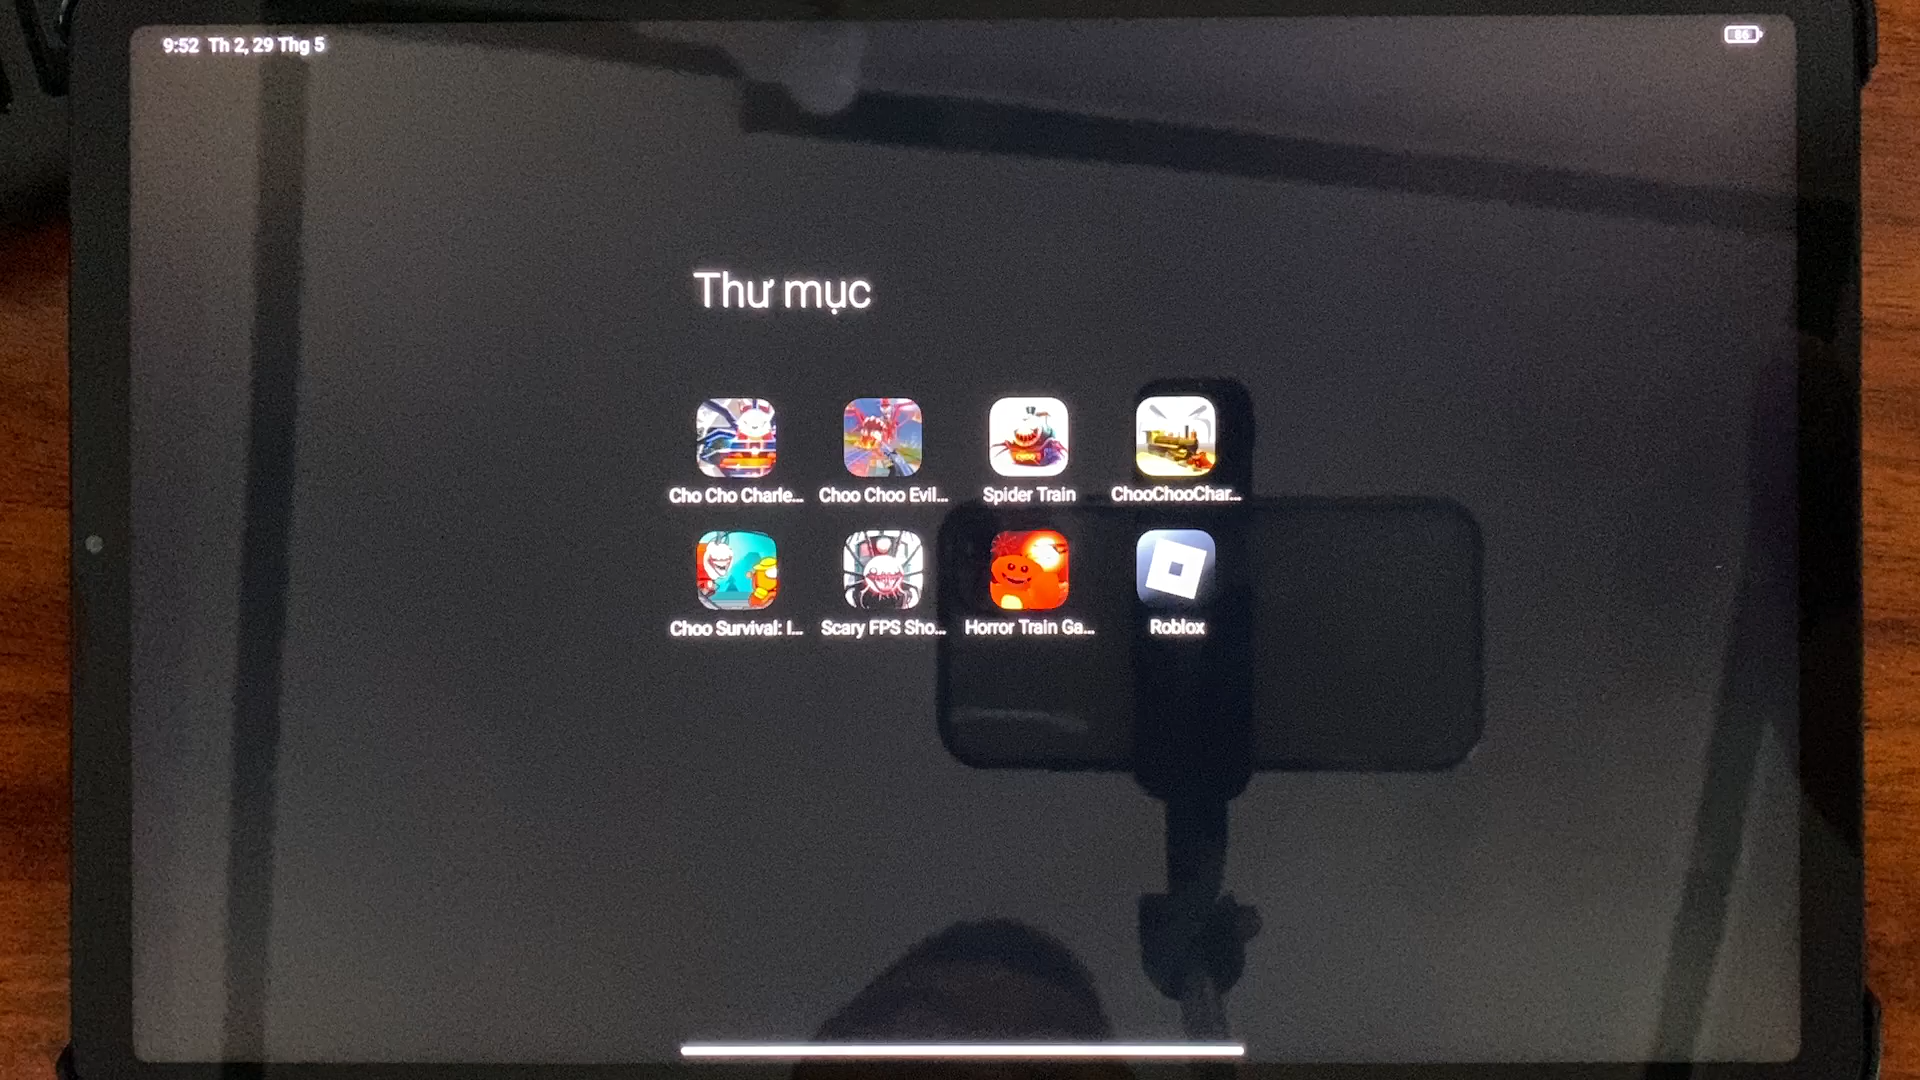 9:52 Th 2, 29 Thg 5
86
Thư mục
Cho Cho Charle... Choo Choo Evil... Spider Train ChooChooChar...
Choo Survival: I... Scary FPS Sho... Horror Train Ga... Roblox